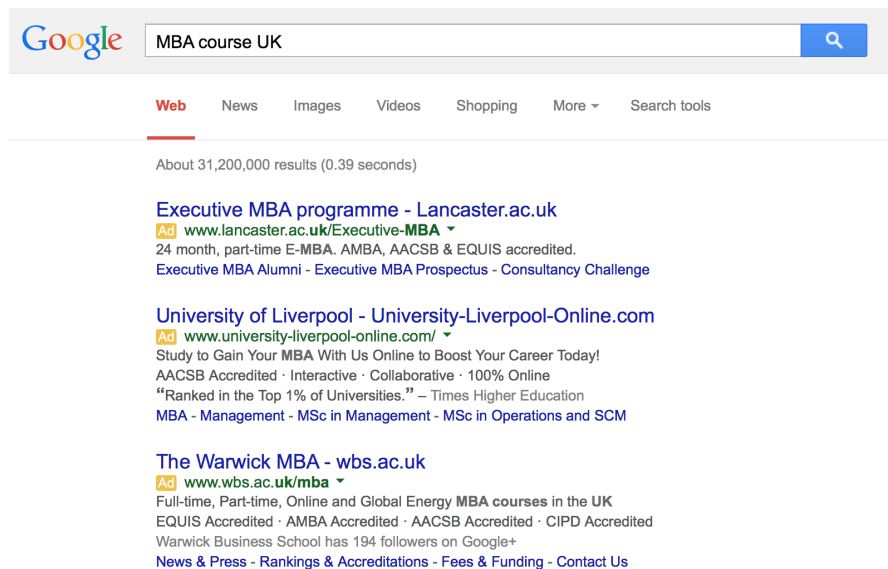 Google MBA course UK
Web News Images Videos Shopping More Search tools
About 31,200,000 results (0.39 seconds)
Executive MBA programme - Lancaster.ac.uk
Ad www.lancaster.ac.uk/Executive-MBA
24 month, part-time E-MBA. AMBA, AACSB & EQUIS accredited.
Executive MBA Alumni - Executive MBA Prospectus - Consultancy Challenge
University of Liverpool - University-Liverpool-Online.com
Ad www.university-liverpool-online.com/
Study to Gain Your MBA With Us Online to Boost Your Career Today!
AACSB Accredited · Interactive · Collaborative · 100% Online
“Ranked in the Top 1% of Universities.” – Times Higher Education
MBA - Management - MSc in Management - MSc in Operations and SCM
The Warwick MBA - wbs.ac.uk
Ad www.wbs.ac.uk/mba
Full-time, Part-time, Online and Global Energy MBA courses in the UK
EQUIS Accredited · AMBA Accredited · AACSB Accredited · CIPD Accredited
Warwick Business School has 194 followers on Google+
News & Press - Rankings & Accreditations - Fees & Funding - Contact Us